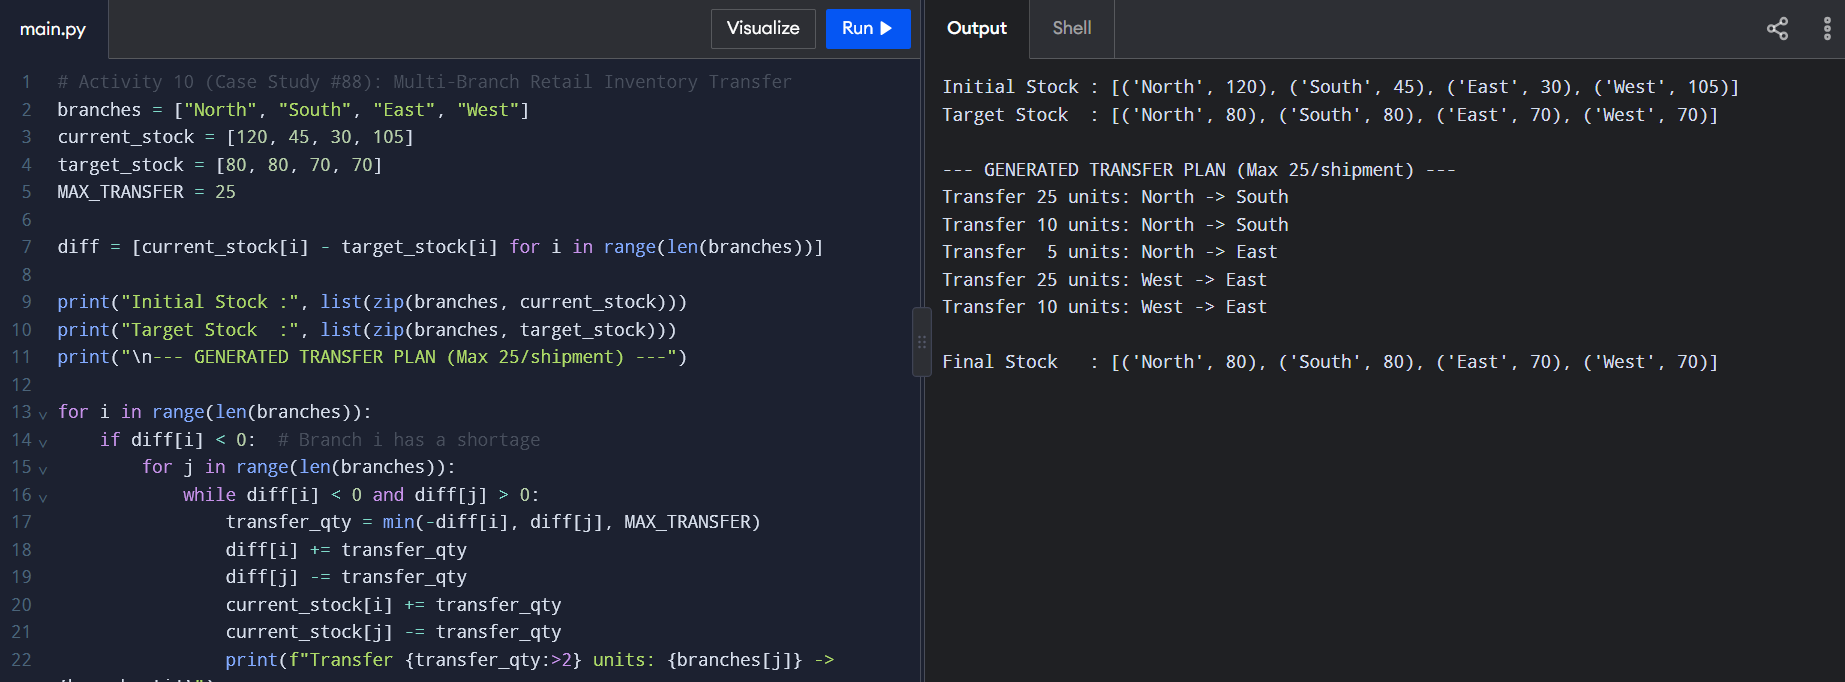 main.py
Visualize
Run
1 # Activity 10 (Case Study #88): Multi-Branch Retail Inventory Transfer
2 branches = ["North", "South", "East", "West"]
3 current_stock = [120, 45, 30, 105]
4 target_stock = [80, 80, 70, 70]
5 MAX_TRANSFER = 25
6
7 diff = [current_stock[i] - target_stock[i] for i in range(len(branches))]
8
9 print("Initial Stock :", list(zip(branches, current_stock)))
10 print("Target Stock  :", list(zip(branches, target_stock)))
11 print("\n--- GENERATED TRANSFER PLAN (Max 25/shipment) ---")
12
13 for i in range(len(branches)):
14     if diff[i] < 0:  # Branch i has a shortage
15         for j in range(len(branches)):
16             while diff[i] < 0 and diff[j] > 0:
17                 transfer_qty = min(-diff[i], diff[j], MAX_TRANSFER)
18                 diff[i] += transfer_qty
19                 diff[j] -= transfer_qty
20                 current_stock[i] += transfer_qty
21                 current_stock[j] -= transfer_qty
22                 print(f"Transfer {transfer_qty:>2} units: {branches[j]} ->
Output
Shell
Initial Stock : [('North', 120), ('South', 45), ('East', 30), ('West', 105)]
Target Stock  : [('North', 80), ('South', 80), ('East', 70), ('West', 70)]

--- GENERATED TRANSFER PLAN (Max 25/shipment) ---
Transfer 25 units: North -> South
Transfer 10 units: North -> South
Transfer  5 units: North -> East
Transfer 25 units: West -> East
Transfer 10 units: West -> East

Final Stock   : [('North', 80), ('South', 80), ('East', 70), ('West', 70)]